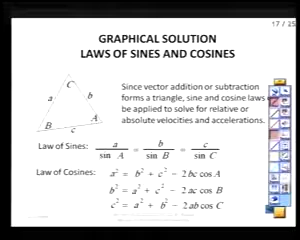 17 / 25
GRAPHICAL SOLUTION
LAWS OF SINES AND COSINES
C
a b
B A
c
Since vector addition or subtraction
forms a triangle, sine and cosine laws
be applied to solve for relative or
absolute velocities and accelerations.
Law of Sines: a / sin A = b / sin B = c / sin C
Law of Cosines: a² = b² + c² - 2bc cos A
b² = a² + c² - 2ac cos B
c² = a² + b² - 2ab cos C